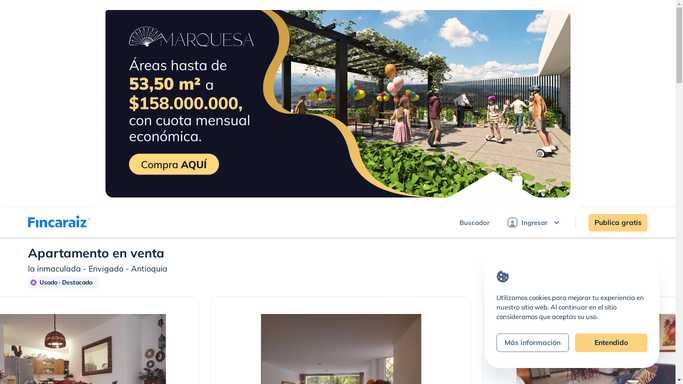 MARQUESA
Áreas hasta de
53,50 m² a
$158.000.000,
con cuota mensual
económica.
Compra AQUÍ
Fincaraiz
Buscador
Ingresar
Publica gratis
Apartamento en venta
la inmaculada - Envigado - Antioquia
Usado · Destacado
Utilizamos cookies para mejorar tu experiencia en
nuestro sitio web. Al continuar en el sitio
consideramos que aceptas su uso.
Más información
Entendido